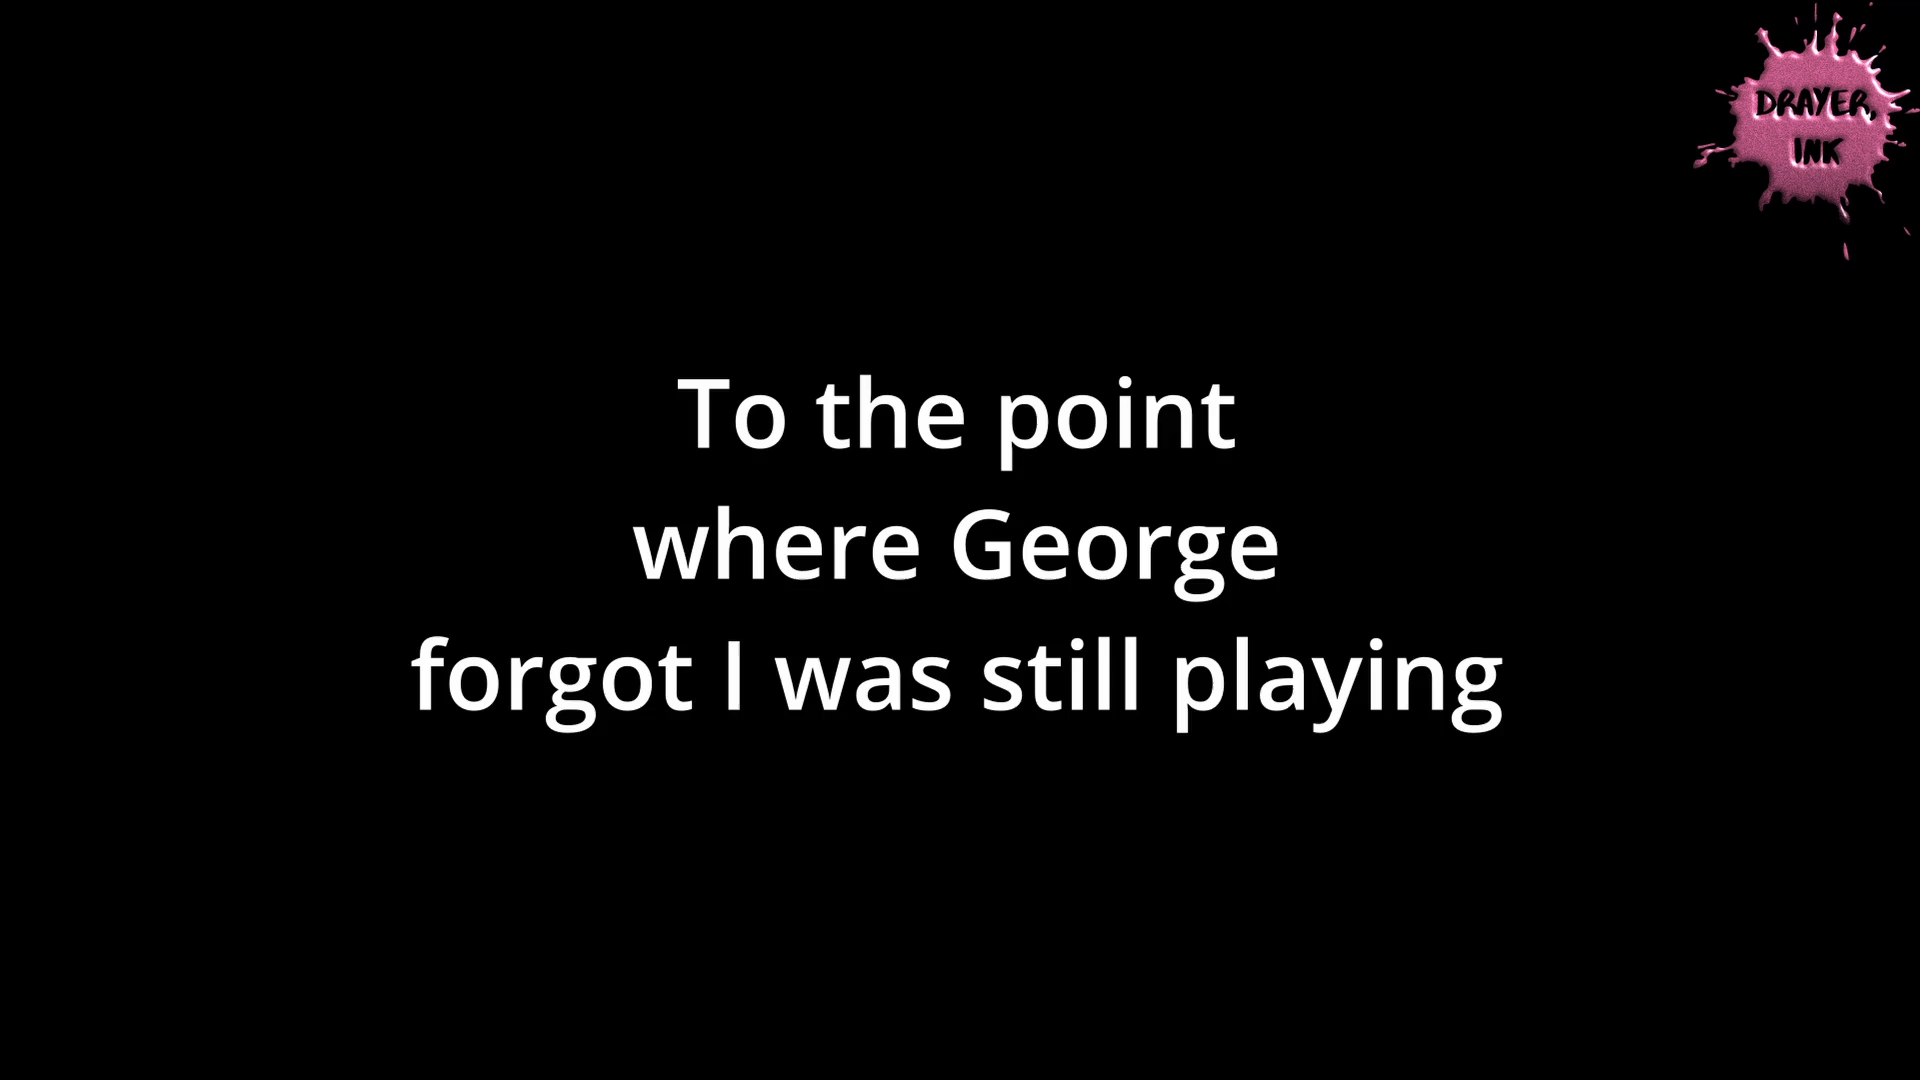 DRAYER,
INK
To the point
where George
forgot I was still playing